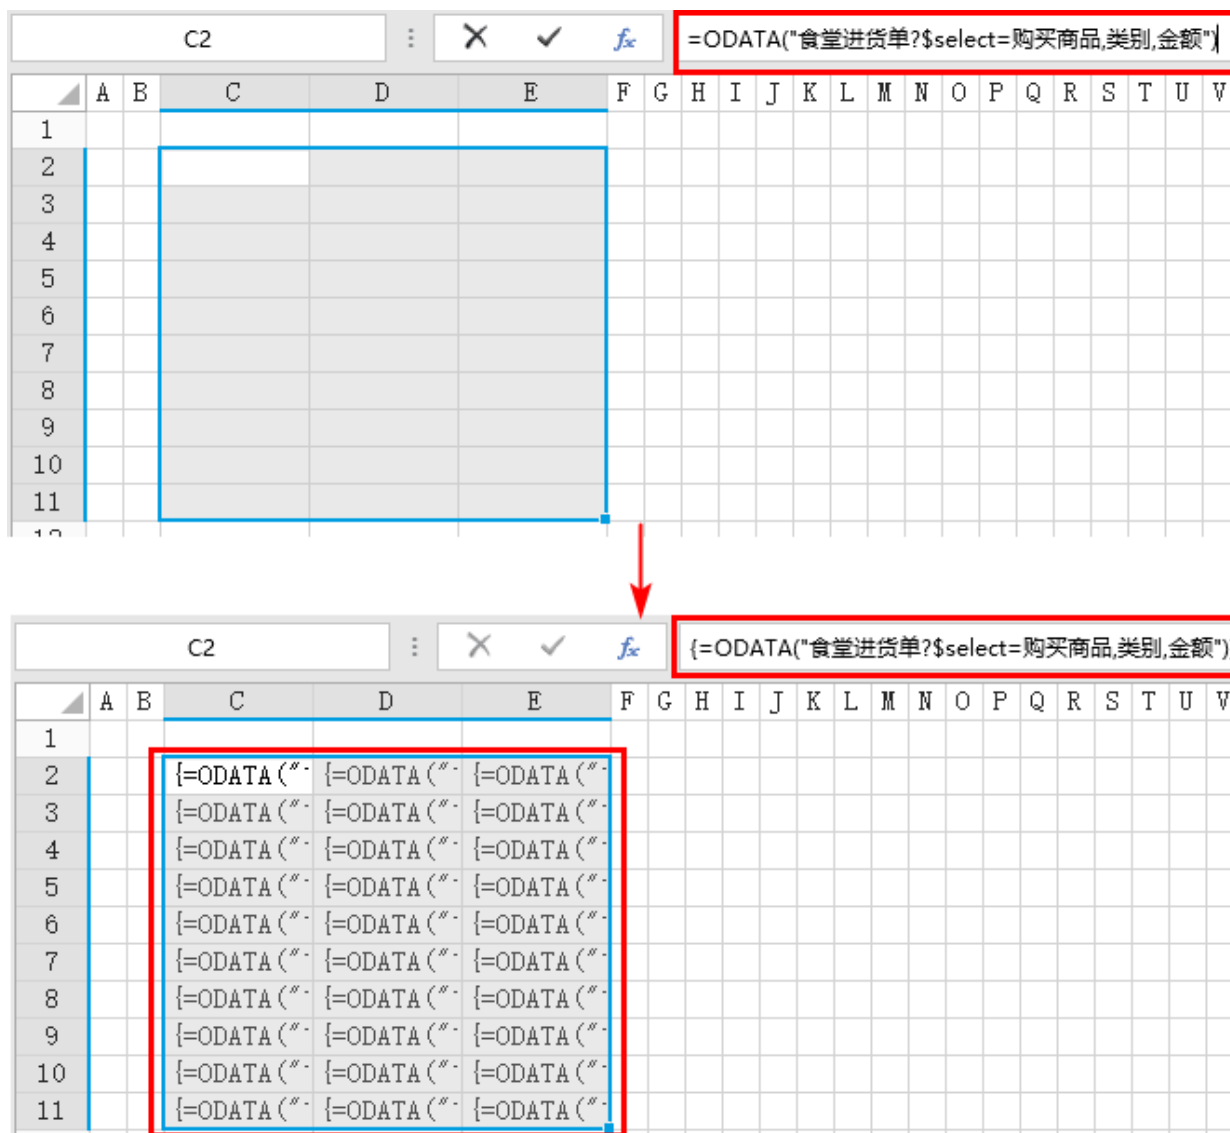 C2 fx =ODATA("食堂进货单?$select=购买商品,类别,金额")
A B C D E F G H I J K L M N O P Q R S T U V
1
2
3
4
5
6
7
8
9
10
11
12
C2 fx {=ODATA("食堂进货单?$select=购买商品,类别,金额")
A B C D E F G H I J K L M N O P Q R S T U V
1
2 {=ODATA("- {=ODATA("- {=ODATA("-
3 {=ODATA("- {=ODATA("- {=ODATA("-
4 {=ODATA("- {=ODATA("- {=ODATA("-
5 {=ODATA("- {=ODATA("- {=ODATA("-
6 {=ODATA("- {=ODATA("- {=ODATA("-
7 {=ODATA("- {=ODATA("- {=ODATA("-
8 {=ODATA("- {=ODATA("- {=ODATA("-
9 {=ODATA("- {=ODATA("- {=ODATA("-
10 {=ODATA("- {=ODATA("- {=ODATA("-
11 {=ODATA("- {=ODATA("- {=ODATA("-